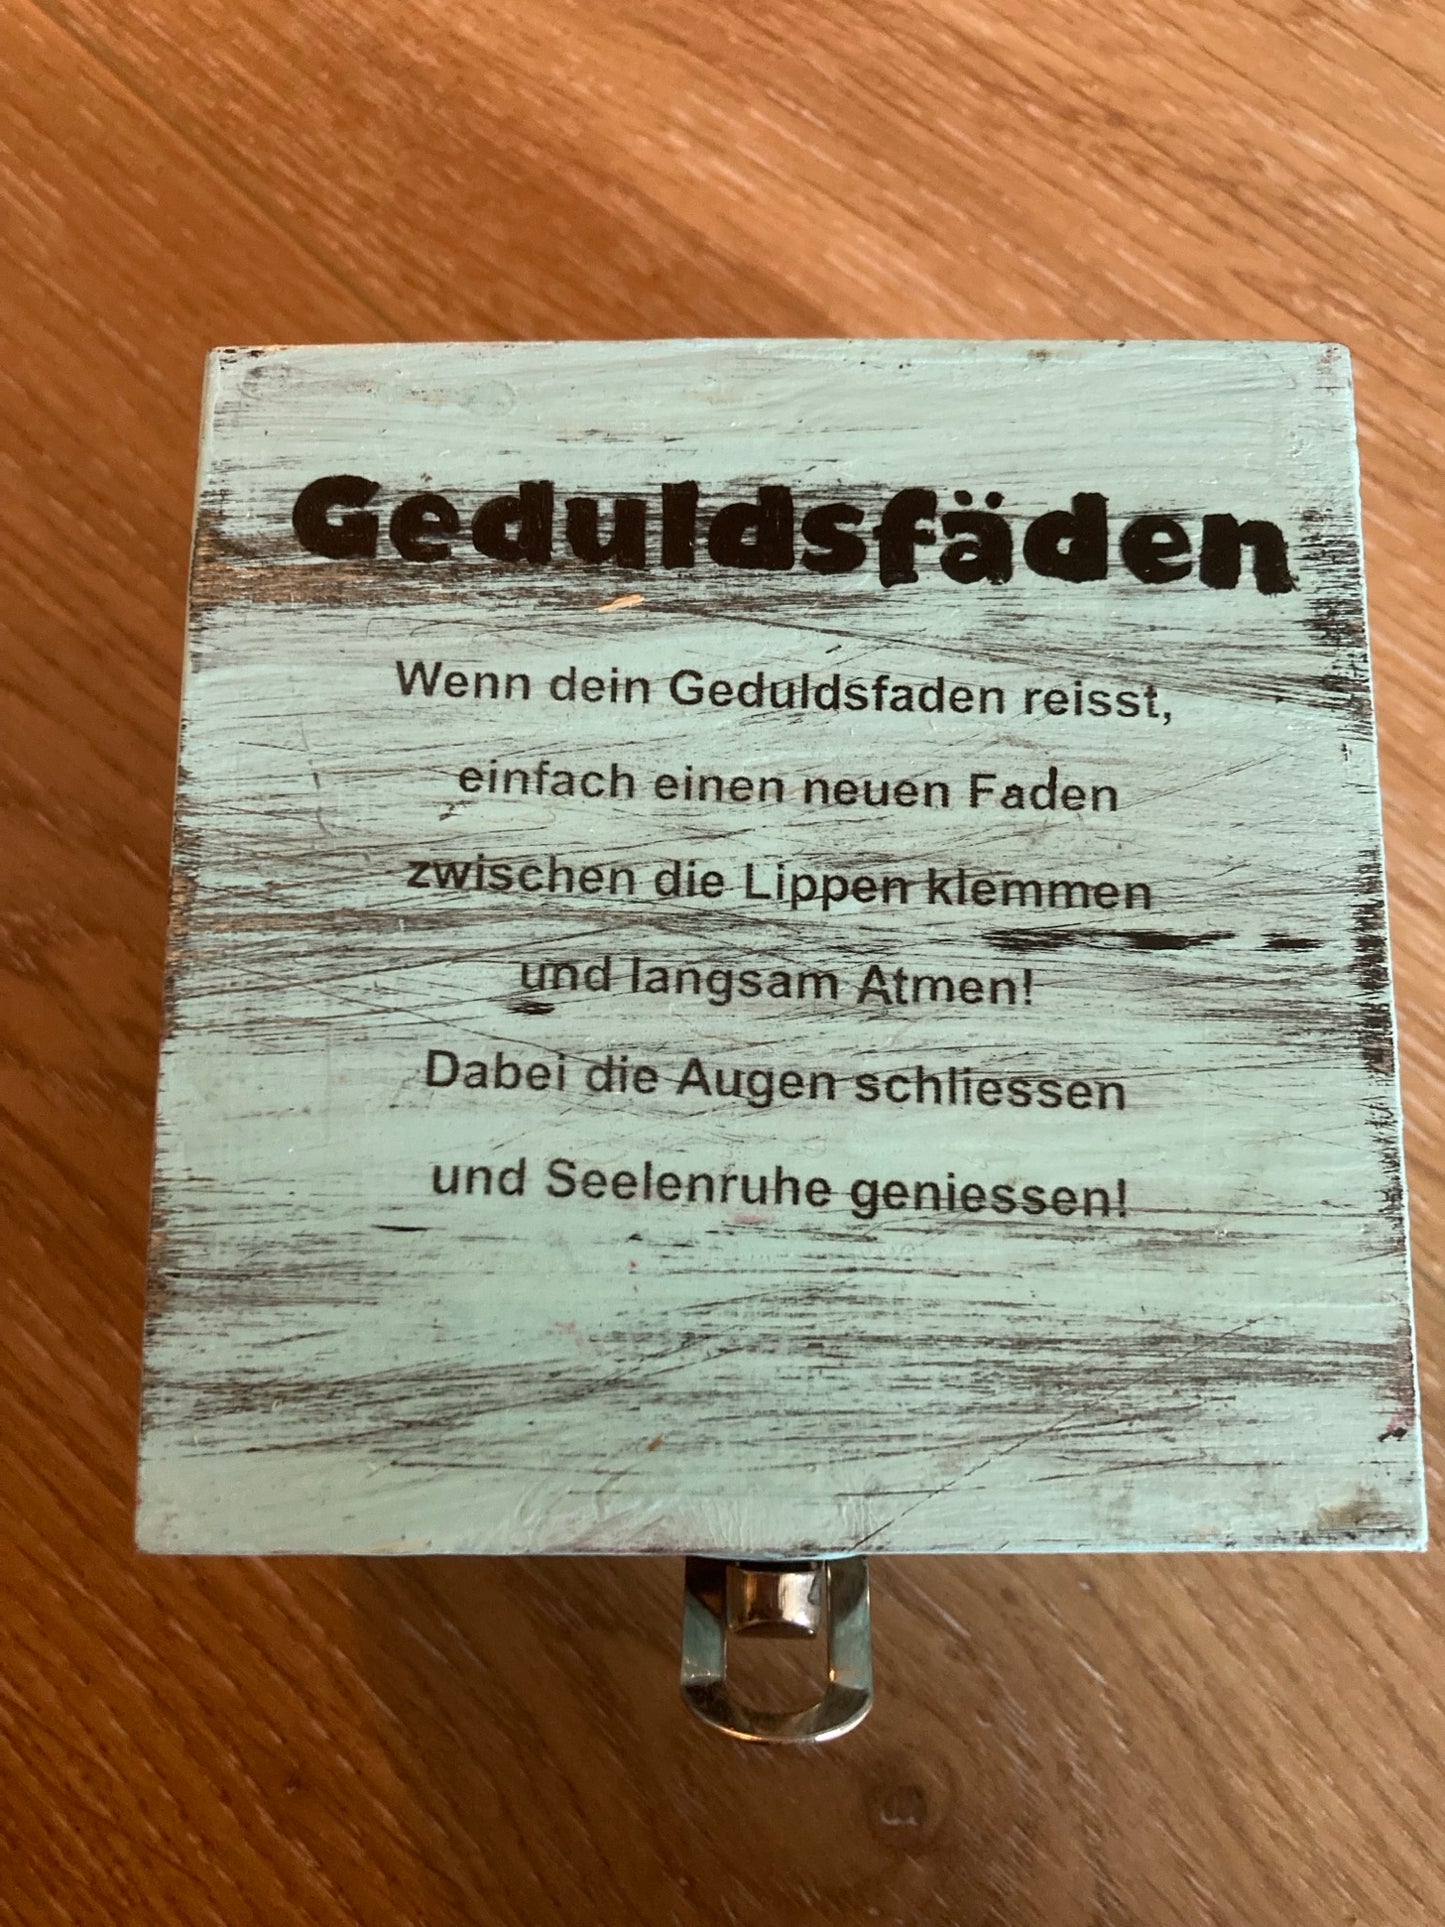 Geduldsfäden
Wenn dein Geduldsfaden reisst,
einfach einen neuen Faden
zwischen die Lippen klemmen
und langsam Atmen!
Dabei die Augen schliessen
und Seelenruhe geniessen!